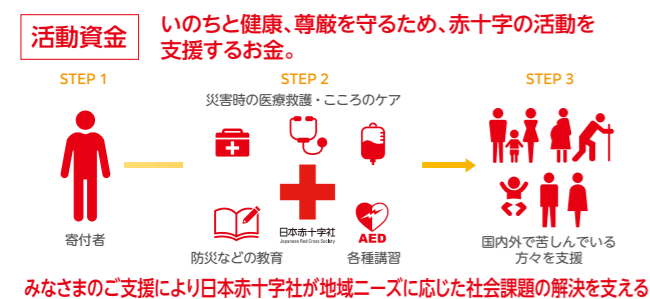 活動資金
いのちと健康、尊厳を守るため、赤十字の活動を
支援するお金。
STEP 1
STEP 2
STEP 3
災害時の医療救護・こころのケア
日本赤十字社
Japanese Red Cross Society
AED
寄付者
防災などの教育
各種講習
国内外で苦しんでいる
方々を支援
みなさまのご支援により日本赤十字社が地域ニーズに応じた社会課題の解決を支える